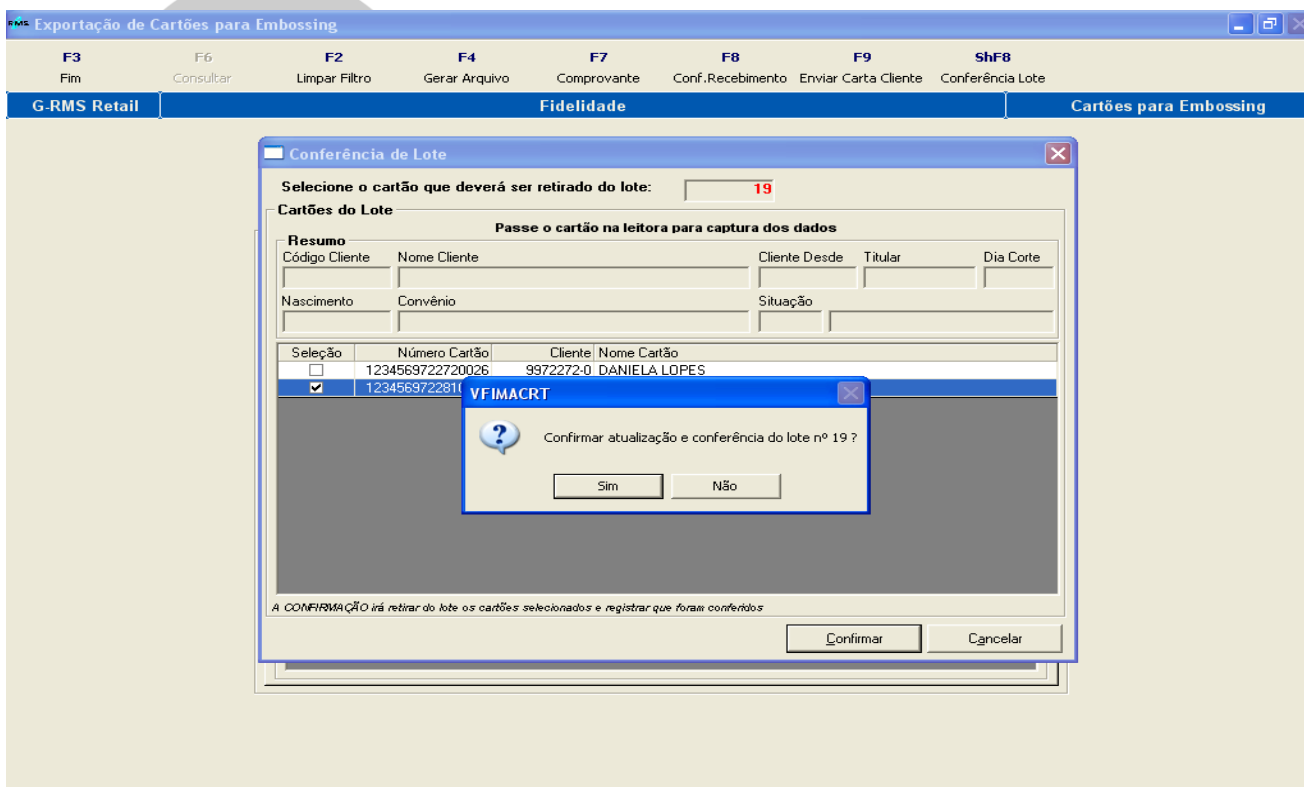 RMS Exportação de Cartões para Embossing
F3 F6 F2 F4 F7 F8 F9 ShF8
Fim Consultar Limpar Filtro Gerar Arquivo Comprovante Conf.Recebimento Enviar Carta Cliente Conferência Lote
G-RMS Retail Fidelidade Cartões para Embossing
Conferência de Lote
Selecione o cartão que deverá ser retirado do lote: 19
Cartões do Lote
Passe o cartão na leitora para captura dos dados
Resumo
Código Cliente Nome Cliente Cliente Desde Titular Dia Corte
Nascimento Convênio Situação
Seleção Número Cartão Cliente Nome Cartão
1234569722720026 9972272-0 DANIELA LOPES
12345697228
VFIMACRT
Confirmar atualização e conferência do lote nº 19 ?
Sim Não
A CONFIRMAÇÃO irá retirar do lote os cartões selecionados e registrar que foram conferidos
Confirmar Cancelar